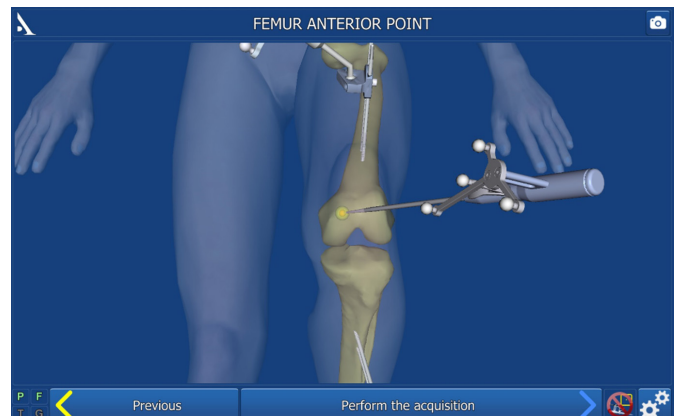 FEMUR ANTERIOR POINT
P F
T G
Previous
Perform the acquisition